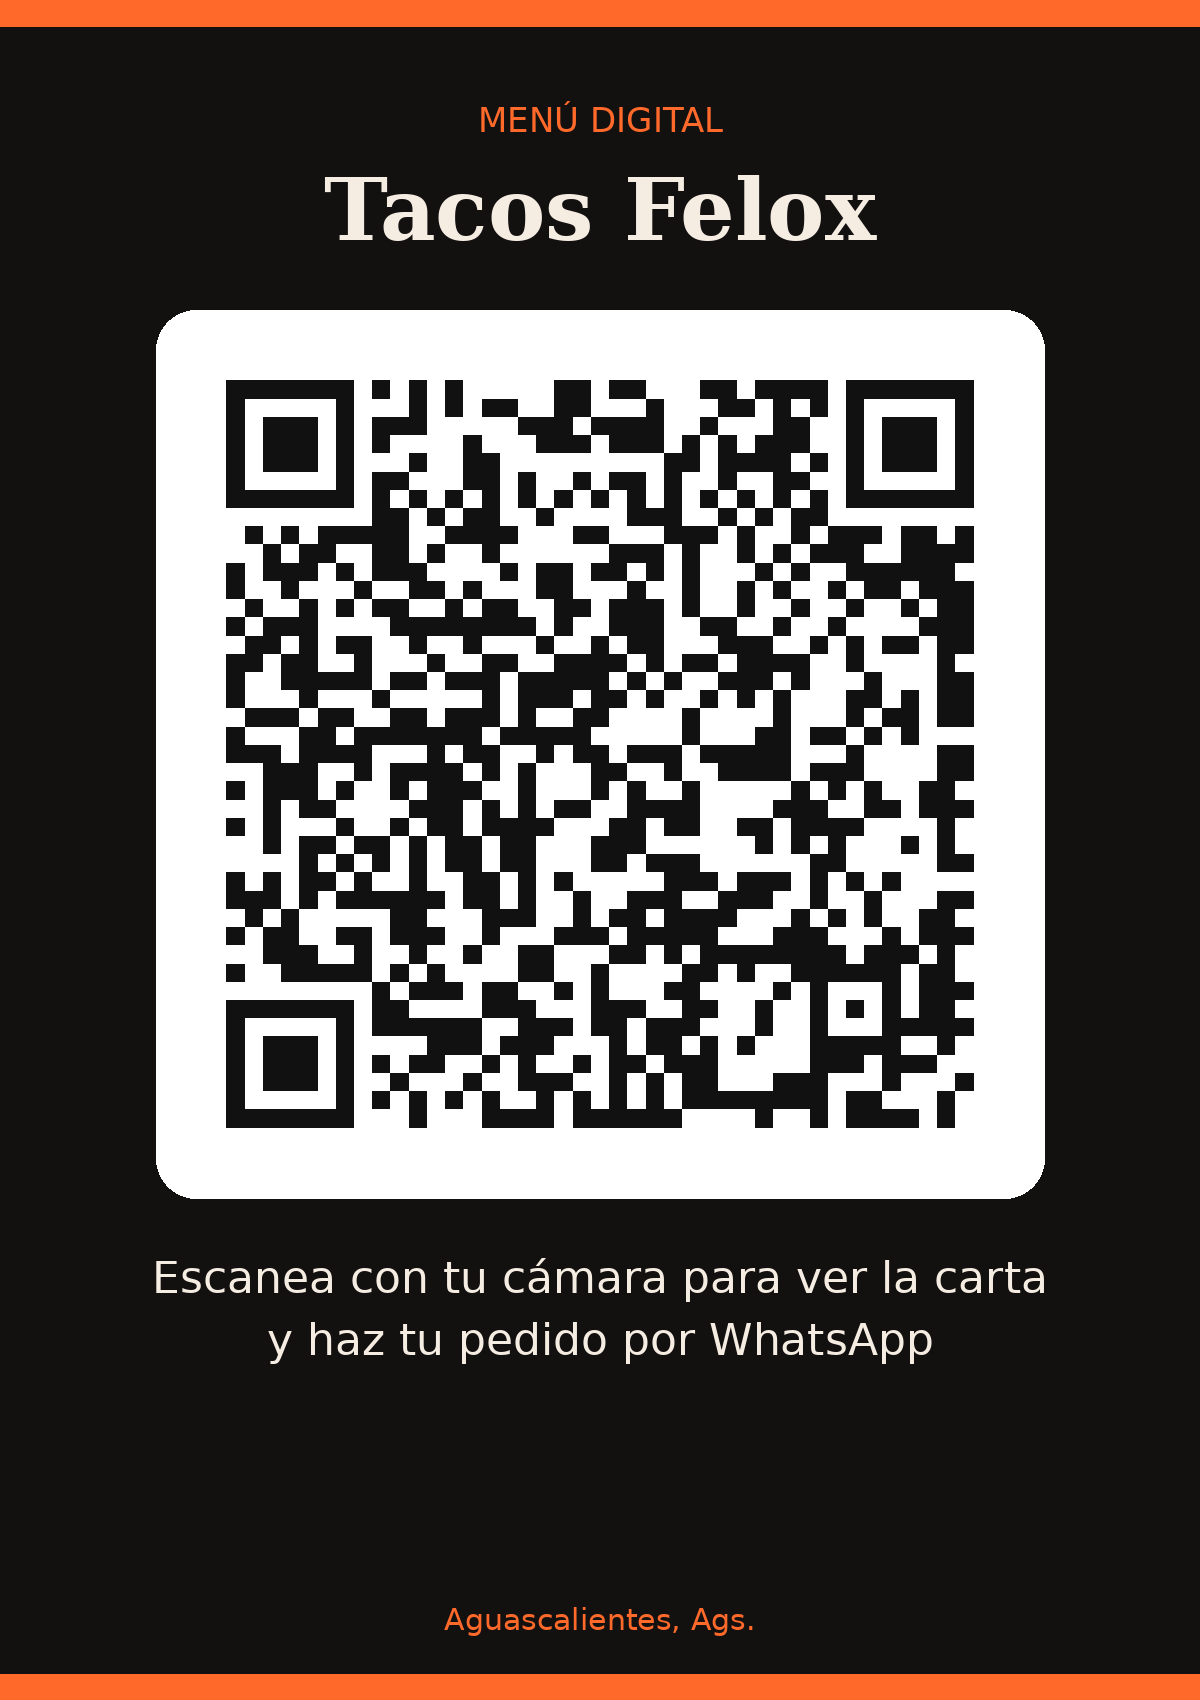 MENÚ DIGITAL
Tacos Felox
Escanea con tu cámara para ver la carta
y haz tu pedido por WhatsApp
Aguascalientes, Ags.